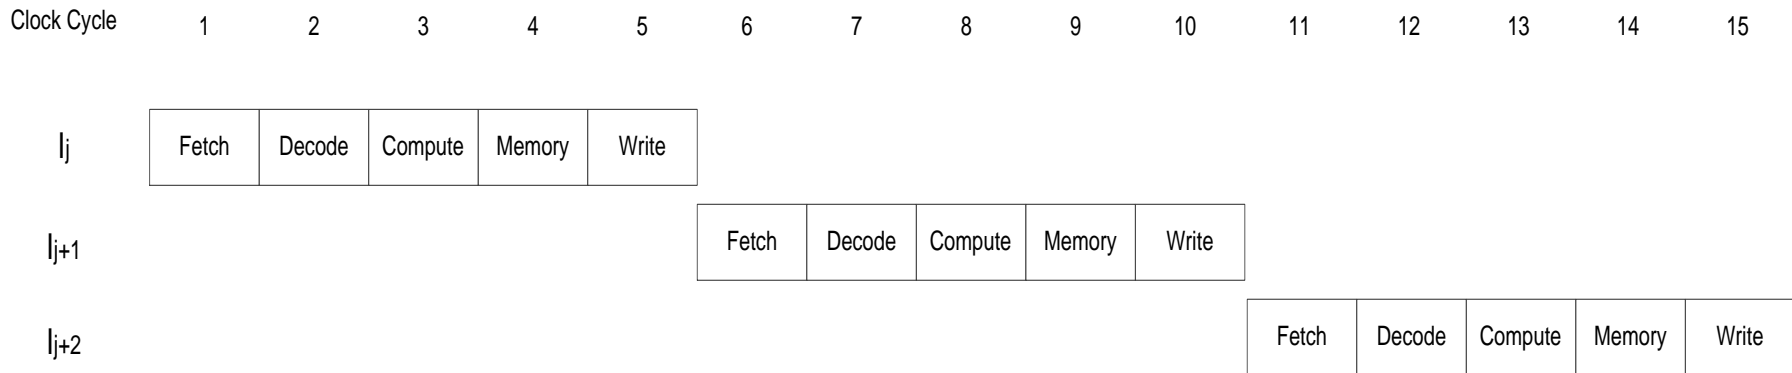 Clock Cycle 1 2 3 4 5 6 7 8 9 10 11 12 13 14 15
Ij Fetch Decode Compute Memory Write
Ij+1 Fetch Decode Compute Memory Write
Ij+2 Fetch Decode Compute Memory Write